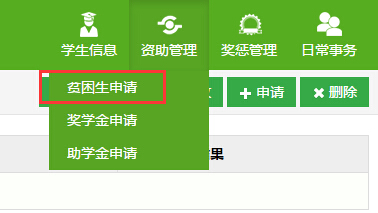 学生信息 资助管理 奖惩管理 日常事务
贫困生申请 申请 删除
奖学金申请
助学金申请 果